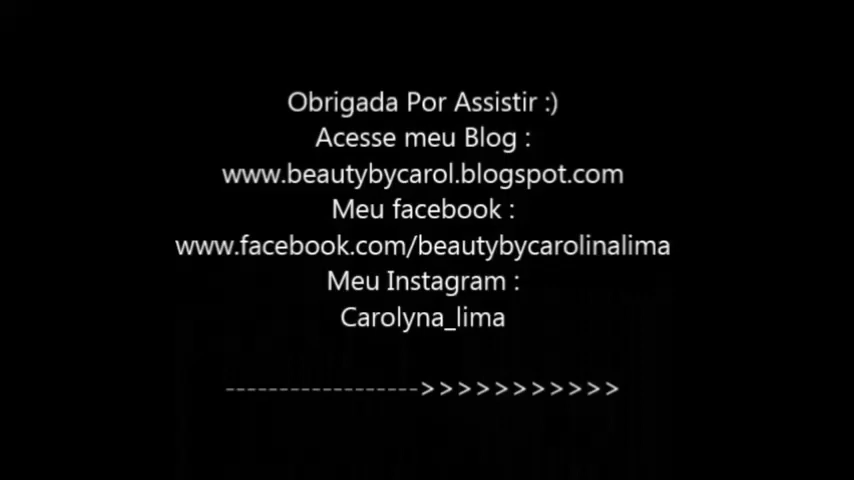 Obrigada Por Assistir :)
Acesse meu Blog :
www.beautybycarol.blogspot.com
Meu facebook :
www.facebook.com/beautybycarolinalima
Meu Instagram :
Carolyna_lima
------------------>>>>>>>>>>>